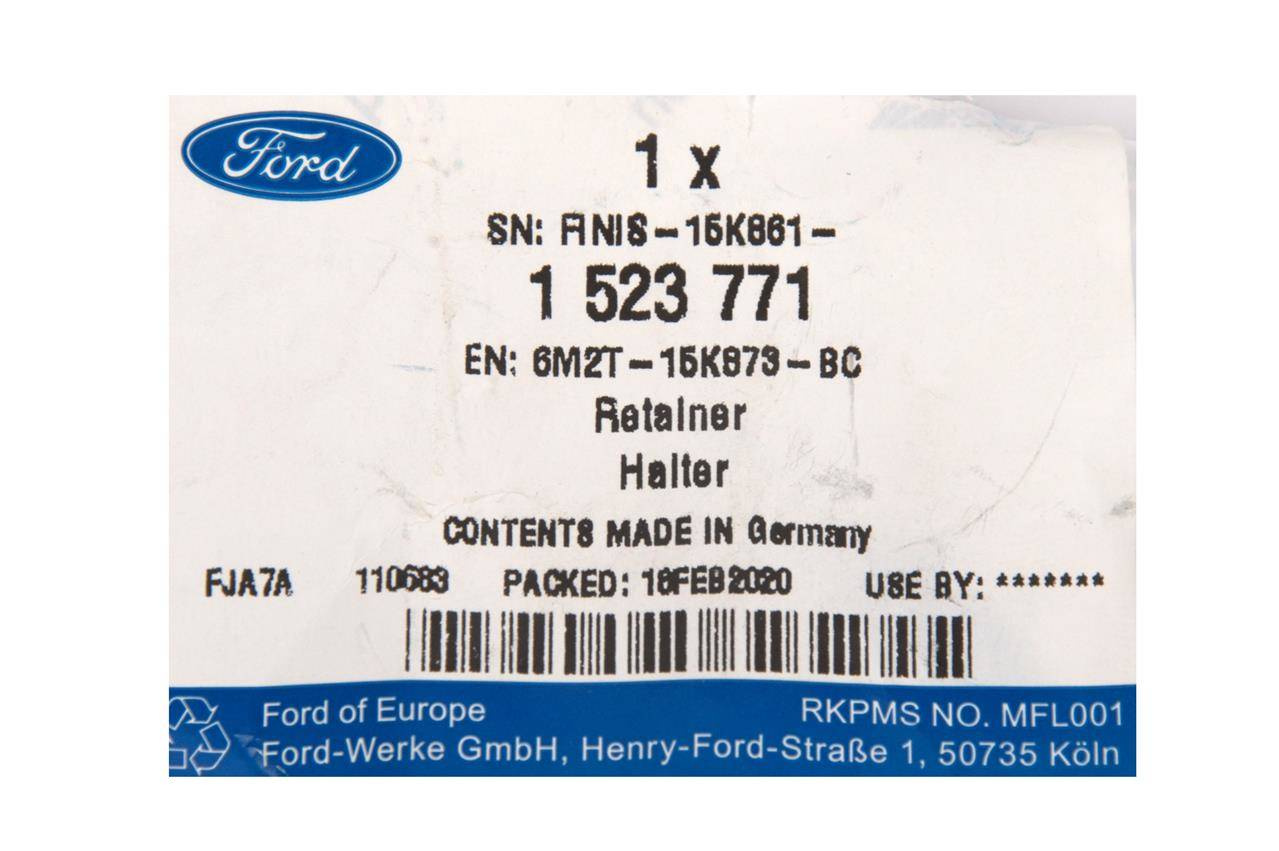 Ford
1 x
SN: FINIS-15K861-
1 523 771
EN: 6M2T-15K873-BC
Retainer
Halter
CONTENTS MADE IN Germany
FJA7A 110683 PACKED: 18FEB2020 USE BY: *******
Ford of Europe RKPMS NO. MFL001
Ford-Werke GmbH, Henry-Ford-Straße 1, 50735 Köln